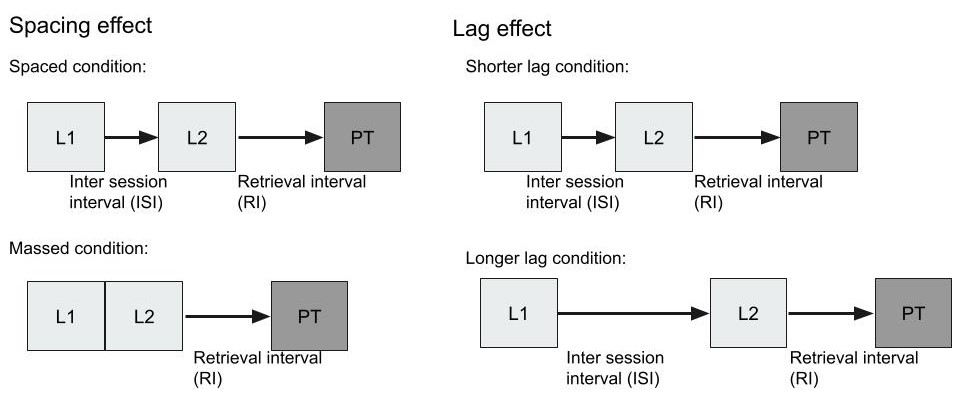 Spacing effect
Spaced condition:
L1
L2
PT
Inter session
interval (ISI)
Retrieval interval
(RI)
Massed condition:
L1
L2
PT
Retrieval interval
(RI)
Lag effect
Shorter lag condition:
L1
L2
PT
Inter session
interval (ISI)
Retrieval interval
(RI)
Longer lag condition:
L1
L2
PT
Inter session
interval (ISI)
Retrieval interval
(RI)